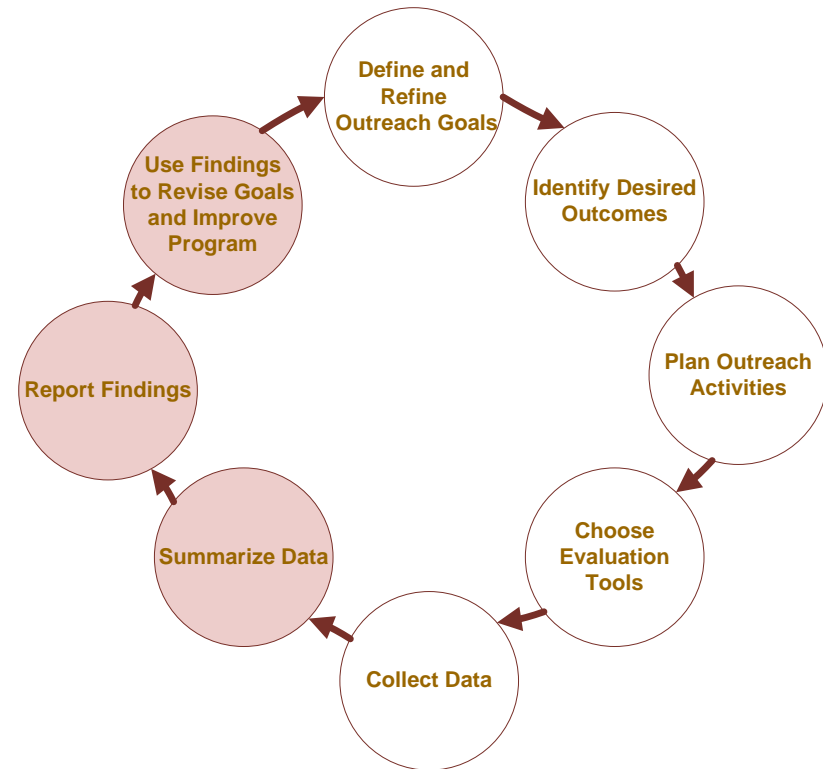 Define and
Refine
Outreach Goals
Identify Desired
Outcomes
Plan Outreach
Activities
Choose
Evaluation
Tools
Collect Data
Summarize Data
Report Findings
Use Findings
to Revise Goals
and Improve
Program